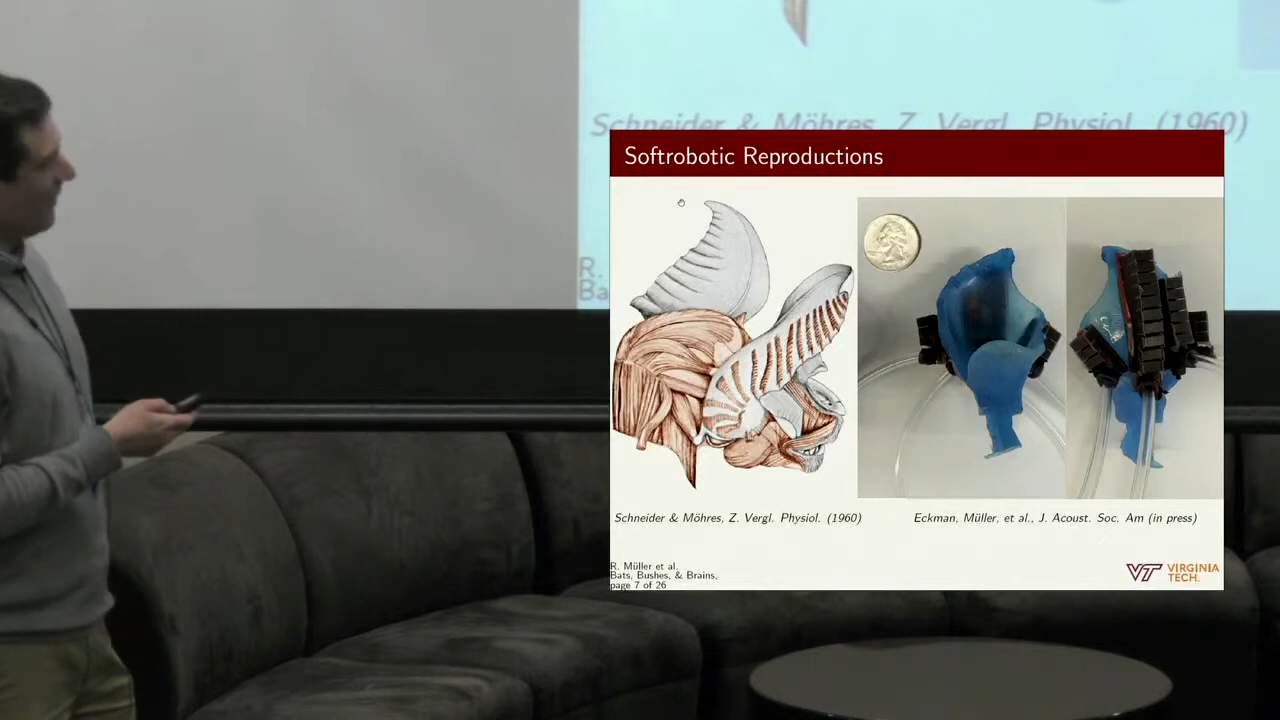 Schneider & Möhres, Z. Vergl. Physiol. (1960)
R.
Ba
Softrobotic Reproductions
Schneider & Möhres, Z. Vergl. Physiol. (1960)
Eckman, Müller, et al., J. Acoust. Soc. Am (in press)
R. Müller et al.
Bats, Bushes, & Brains,
page 7 of 26
VT VIRGINIA
TECH.